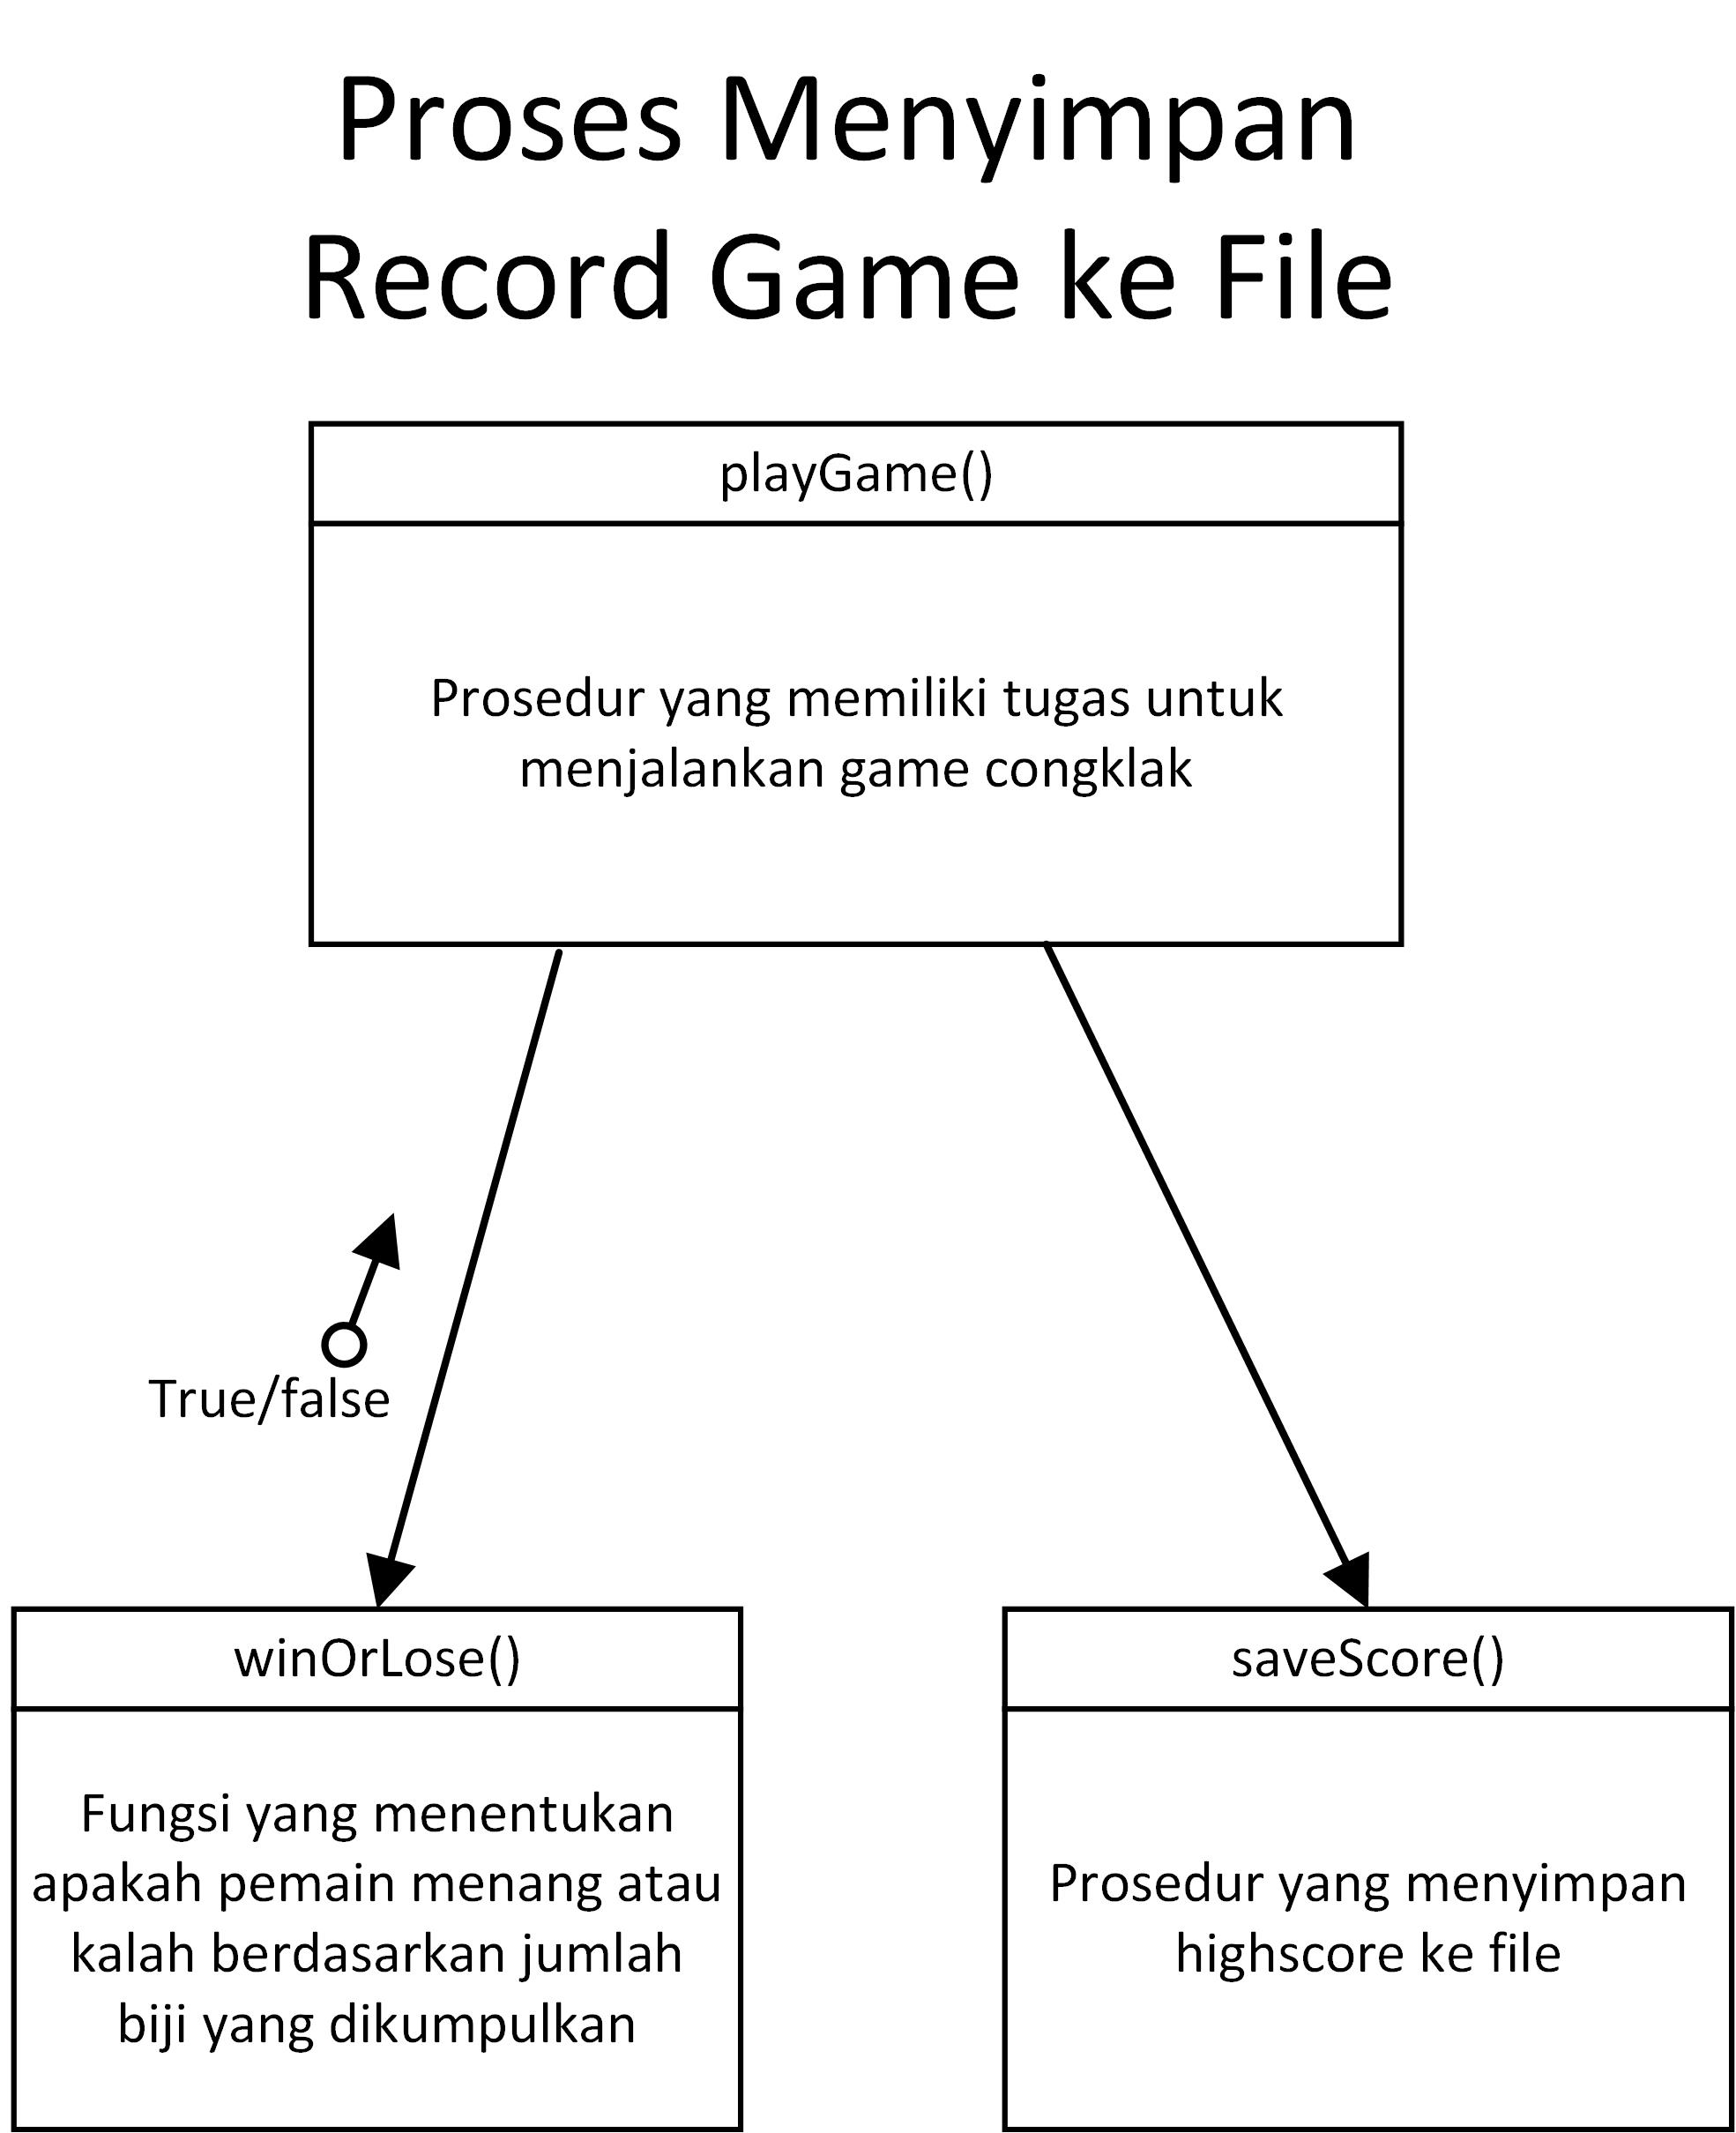 Proses Menyimpan
Record Game ke File
playGame()
Prosedur yang memiliki tugas untuk
menjalankan game congklak
True/false
winOrLose()
Fungsi yang menentukan
apakah pemain menang atau
kalah berdasarkan jumlah
biji yang dikumpulkan
saveScore()
Prosedur yang menyimpan
highscore ke file